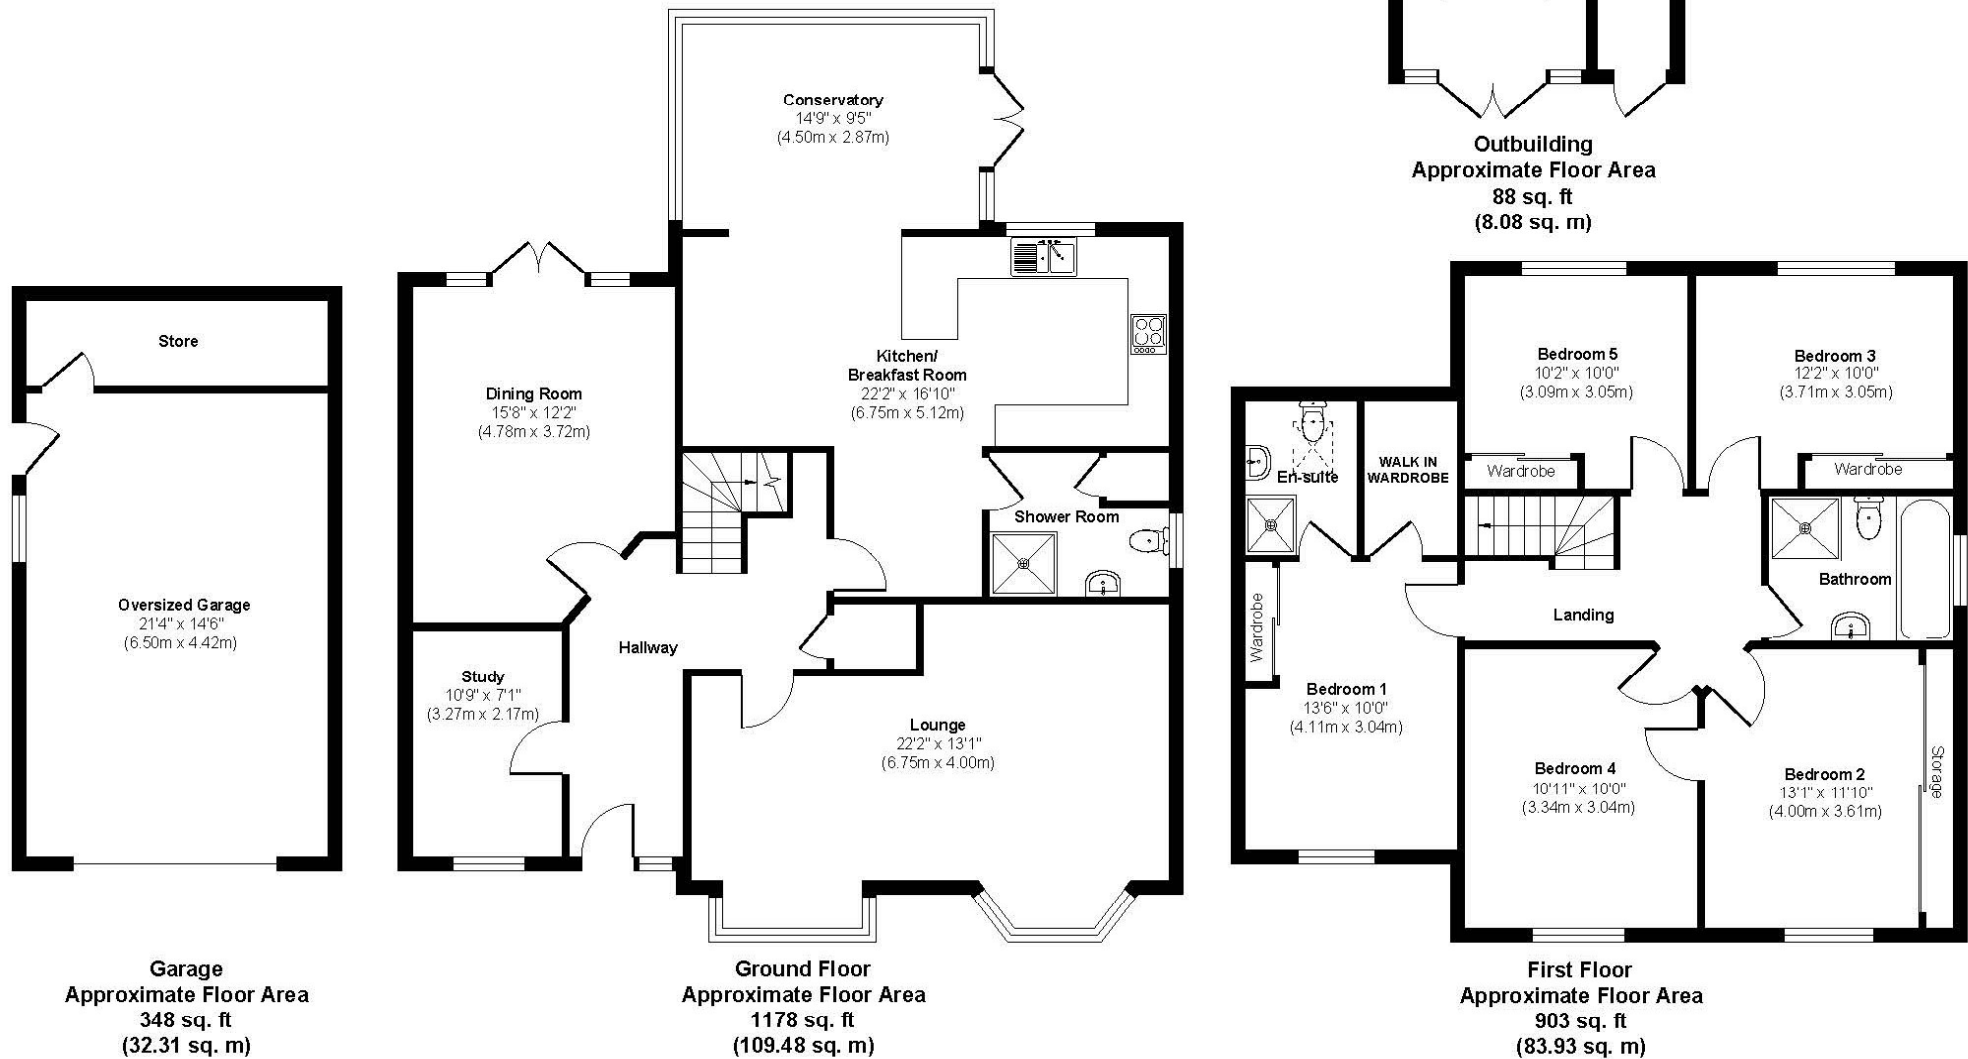 Conservatory
14'9" x 9'5"
(4.50m x 2.87m)
Outbuilding
Approximate Floor Area
88 sq. ft
(8.08 sq. m)
Store
Oversized Garage
21'4" x 14'6"
(6.50m x 4.42m)
Garage
Approximate Floor Area
348 sq. ft
(32.31 sq. m)
Dining Room
15'8" x 12'2"
(4.78m x 3.72m)
Kitchen/
Breakfast Room
22'2" x 16'10"
(6.75m x 5.12m)
Shower Room
Hallway
Study
10'9" x 7'1"
(3.27m x 2.17m)
Lounge
22'2" x 13'1"
(6.75m x 4.00m)
Ground Floor
Approximate Floor Area
1178 sq. ft
(109.48 sq. m)
Bedroom 5
10'2" x 10'0"
(3.09m x 3.05m)
Wardrobe
Bedroom 3
12'2" x 10'0"
(3.71m x 3.05m)
Wardrobe
En-suite
WALK IN
WARDROBE
Bathroom
Landing
Wardrobe
Bedroom 1
13'6" x 10'0"
(4.11m x 3.04m)
Bedroom 4
10'11" x 10'0"
(3.34m x 3.04m)
Bedroom 2
13'1" x 11'10"
(4.00m x 3.61m)
Storage
First Floor
Approximate Floor Area
903 sq. ft
(83.93 sq. m)